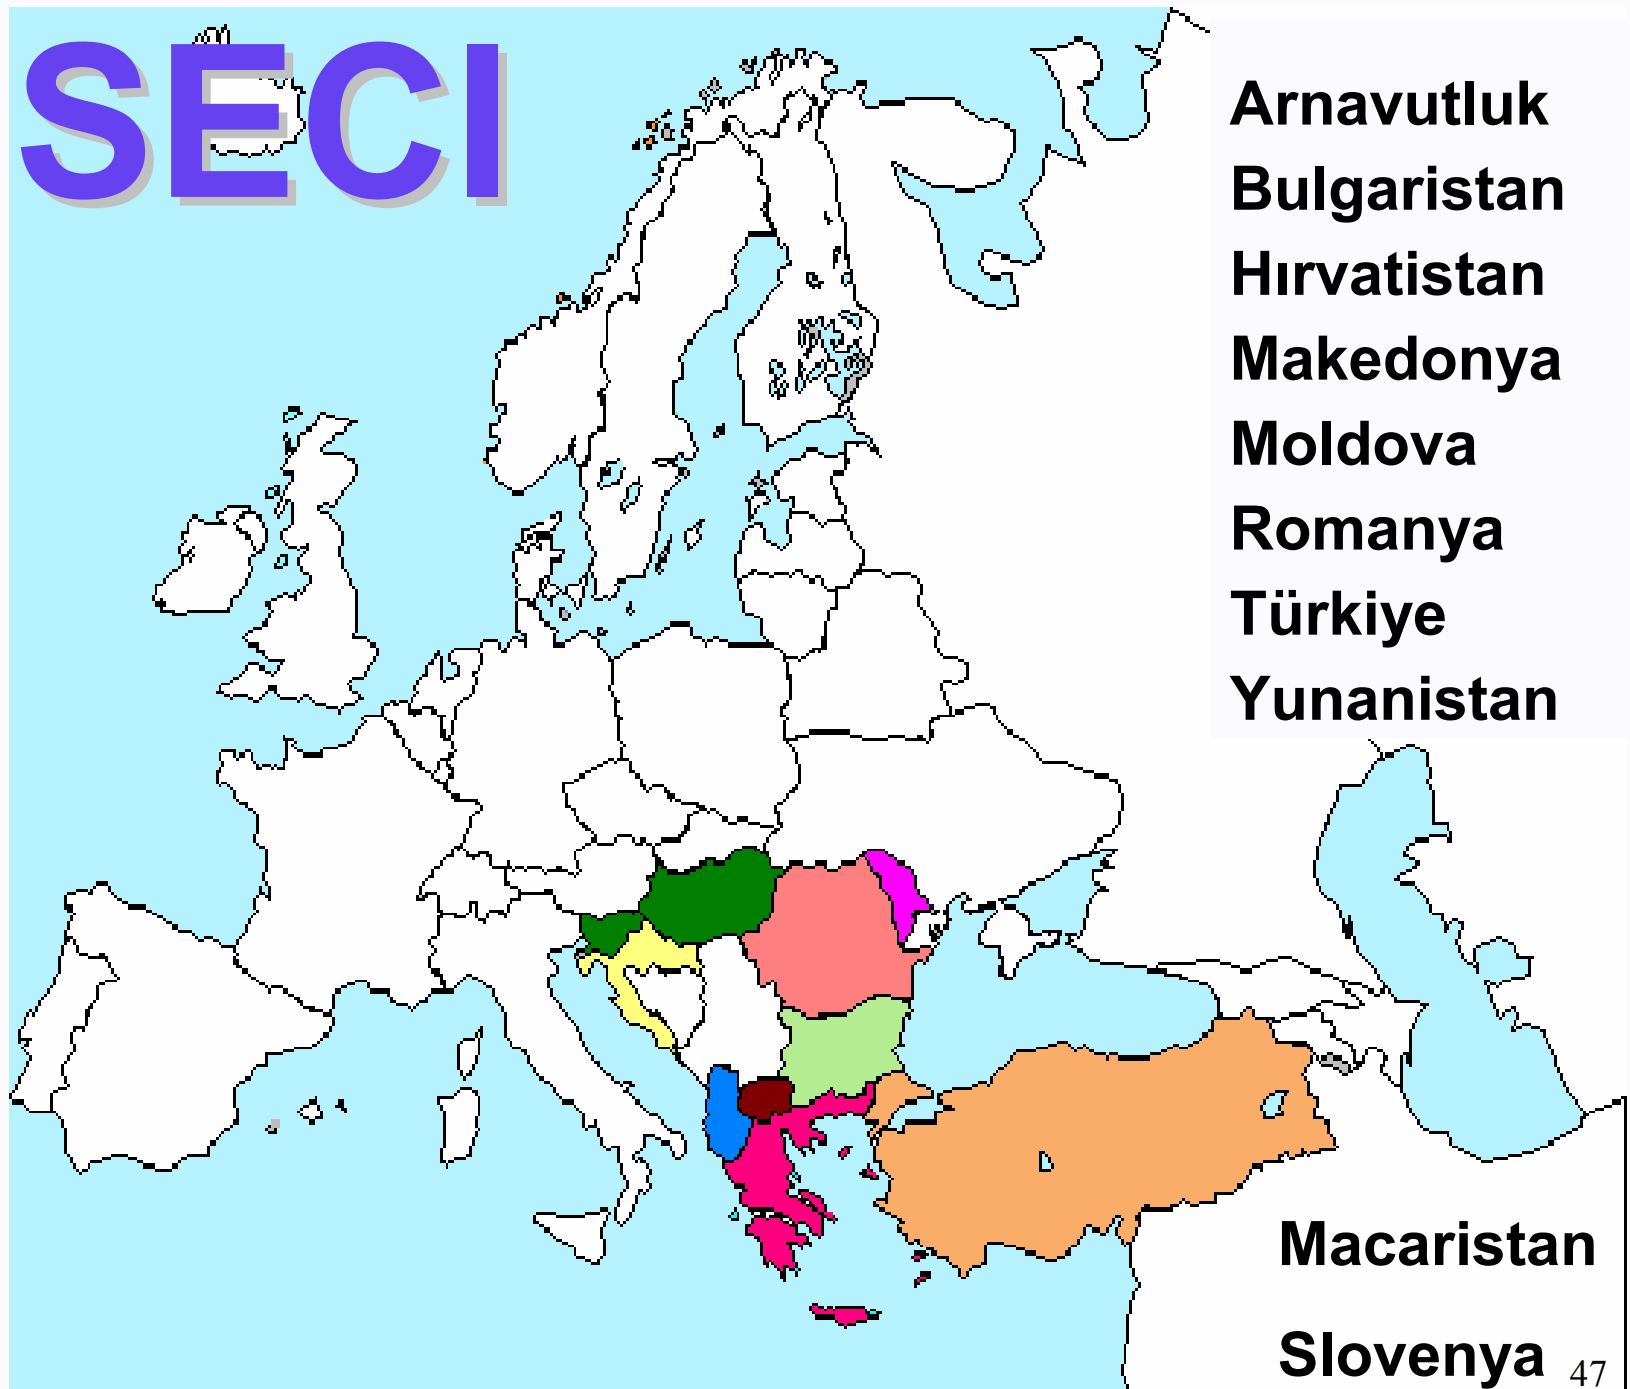 SECI
Arnavutluk
Bulgaristan
Hırvatistan
Makedonya
Moldova
Romanya
Türkiye
Yunanistan
Macaristan
Slovenya
47